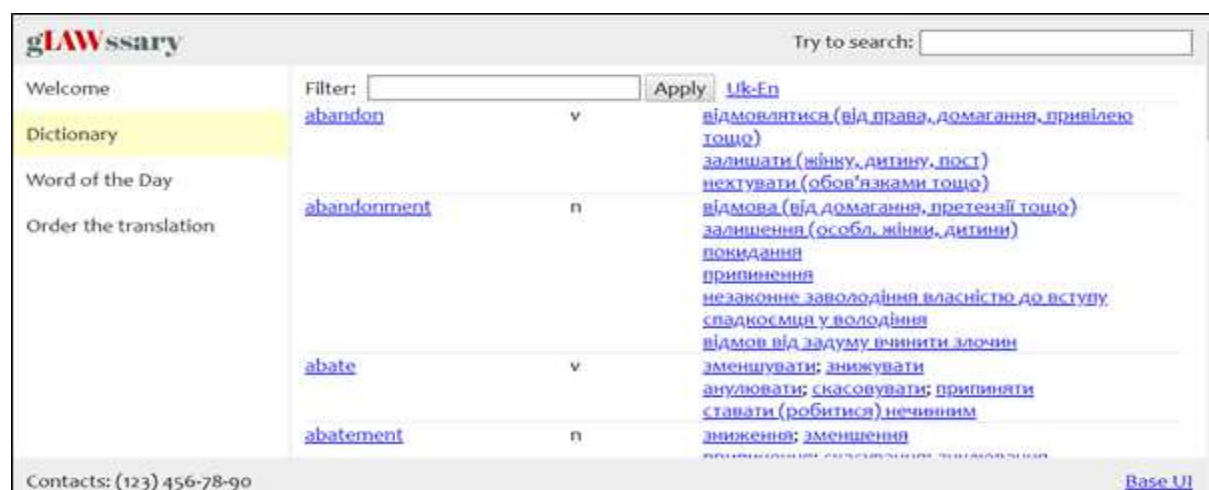 gLAWssary
Try to search:
Welcome
Dictionary
Word of the Day
Order the translation
Filter: Apply Uk-En
abandon v відмовлятися (від права, домагання, привілею
тощо)
залишати (жінку, дитину, пост)
нехтувати (обов'язками тощо)
abandonment n відмова (від домагання, претензії тощо)
залишення (особл. жінки, дитини)
покидання
припинення
незаконне заволодіння власністю до вступу
спадкоємця у володіння
відмов від задуму вчинити злочин
abate v зменшувати; знижувати
анулювати; скасовувати; припиняти
ставати (робитися) нечинним
abatement n зниження; зменшення
Contacts: (123) 456-78-90
Base UI